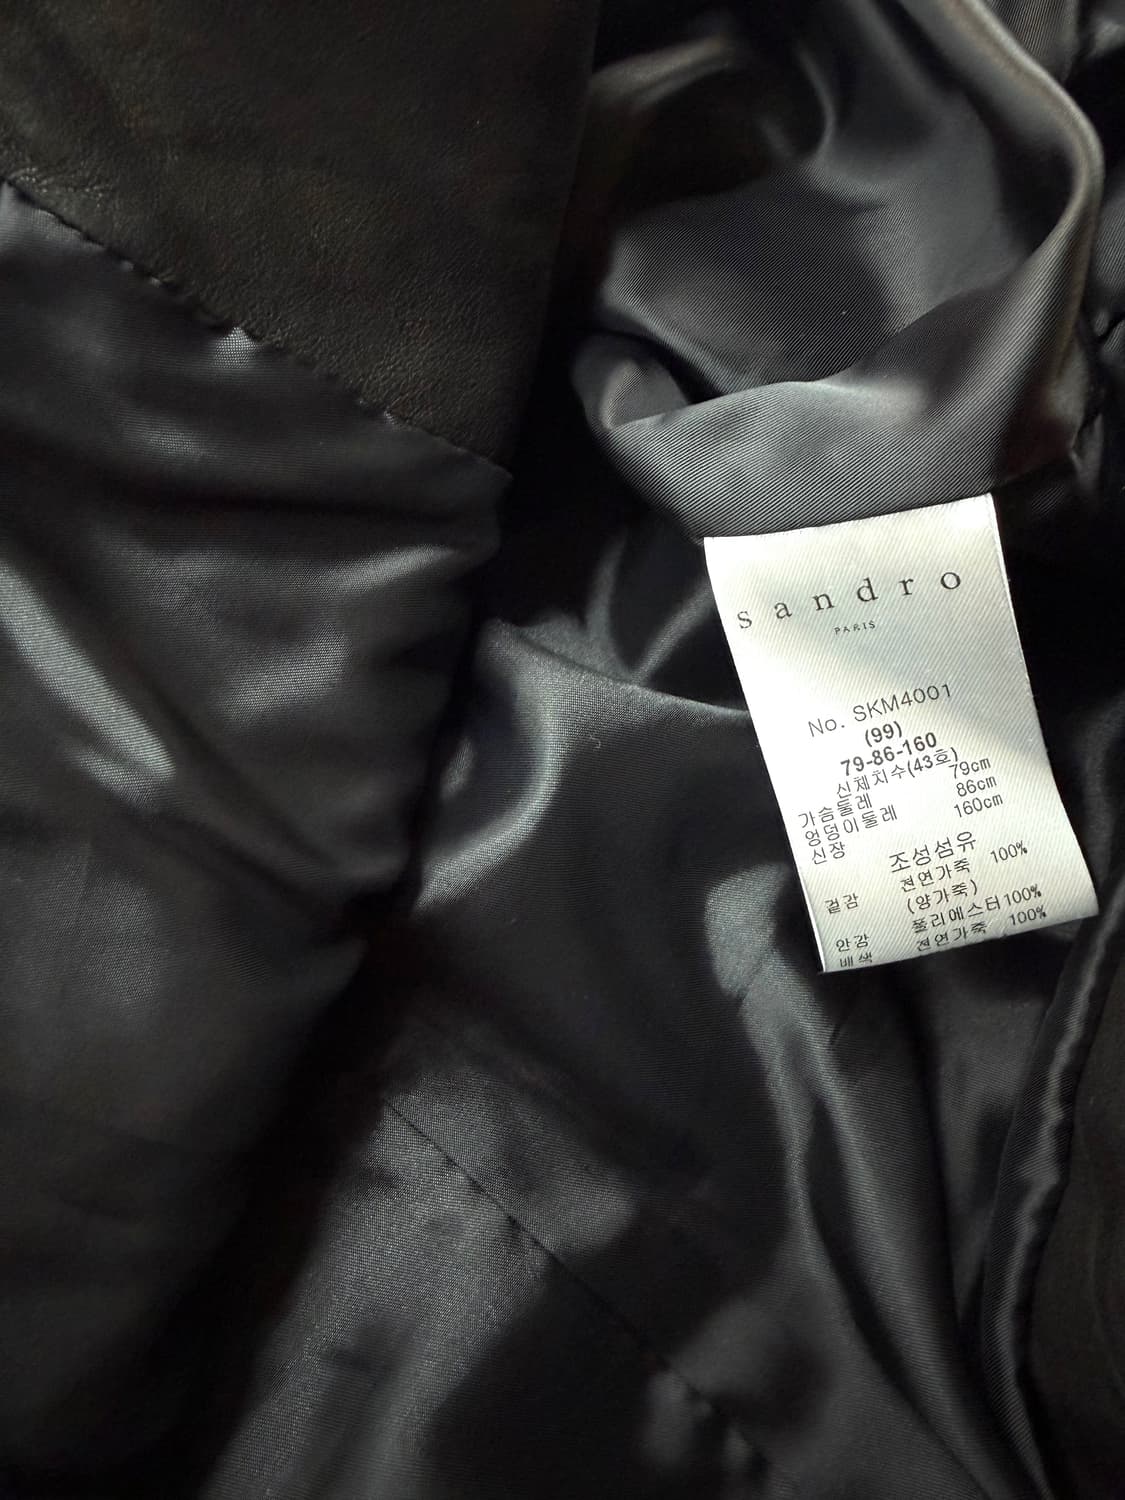 sandro
PARIS
No. SKM4001
(99)
79-86-160
신체치수(43호)
가슴둘레 79cm
엉덩이둘레 86cm
신장 160cm
조성섬유
겉감 천연가죽 100%
(양가죽)
안감 폴리에스터 100%
배색 천연가죽 100%